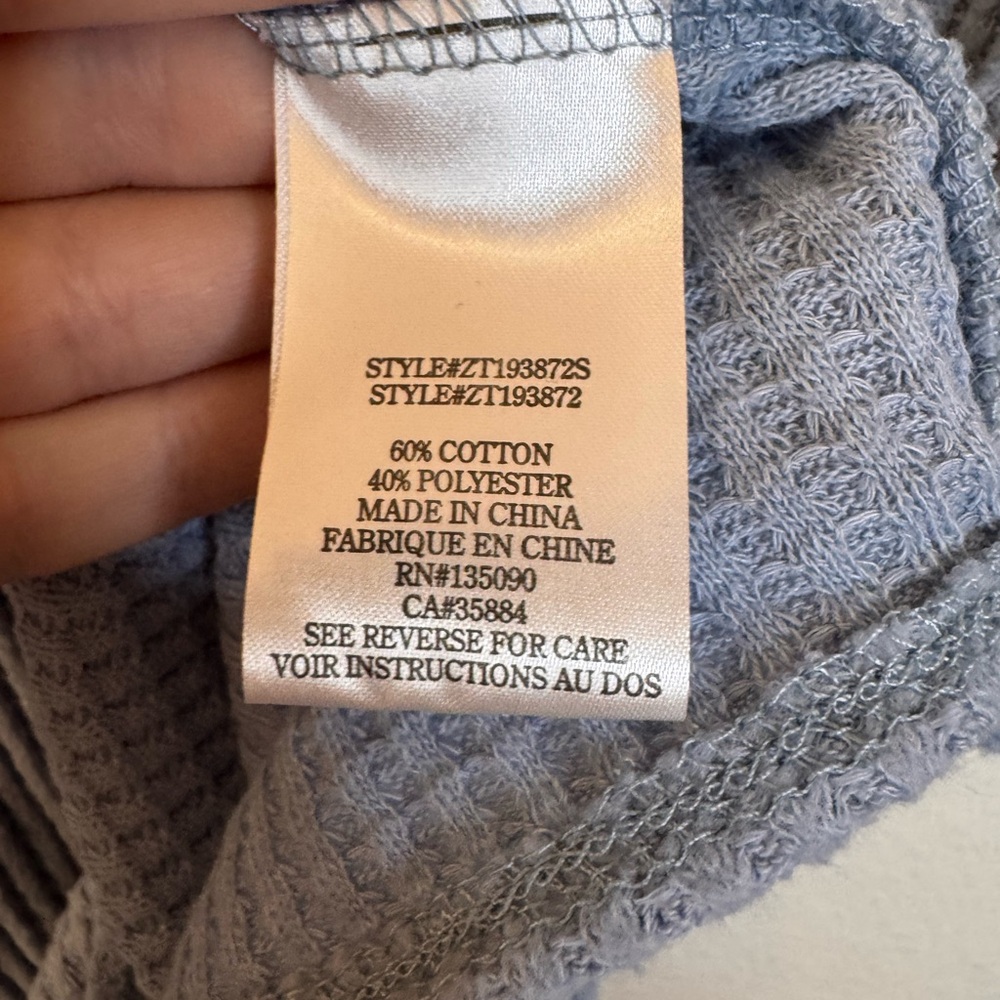 STYLE#ZT193872S
STYLE#ZT193872
60% COTTON
40% POLYESTER
MADE IN CHINA
FABRIQUE EN CHINE
RN#135090
CA#35884
SEE REVERSE FOR CARE
VOIR INSTRUCTIONS AU DOS